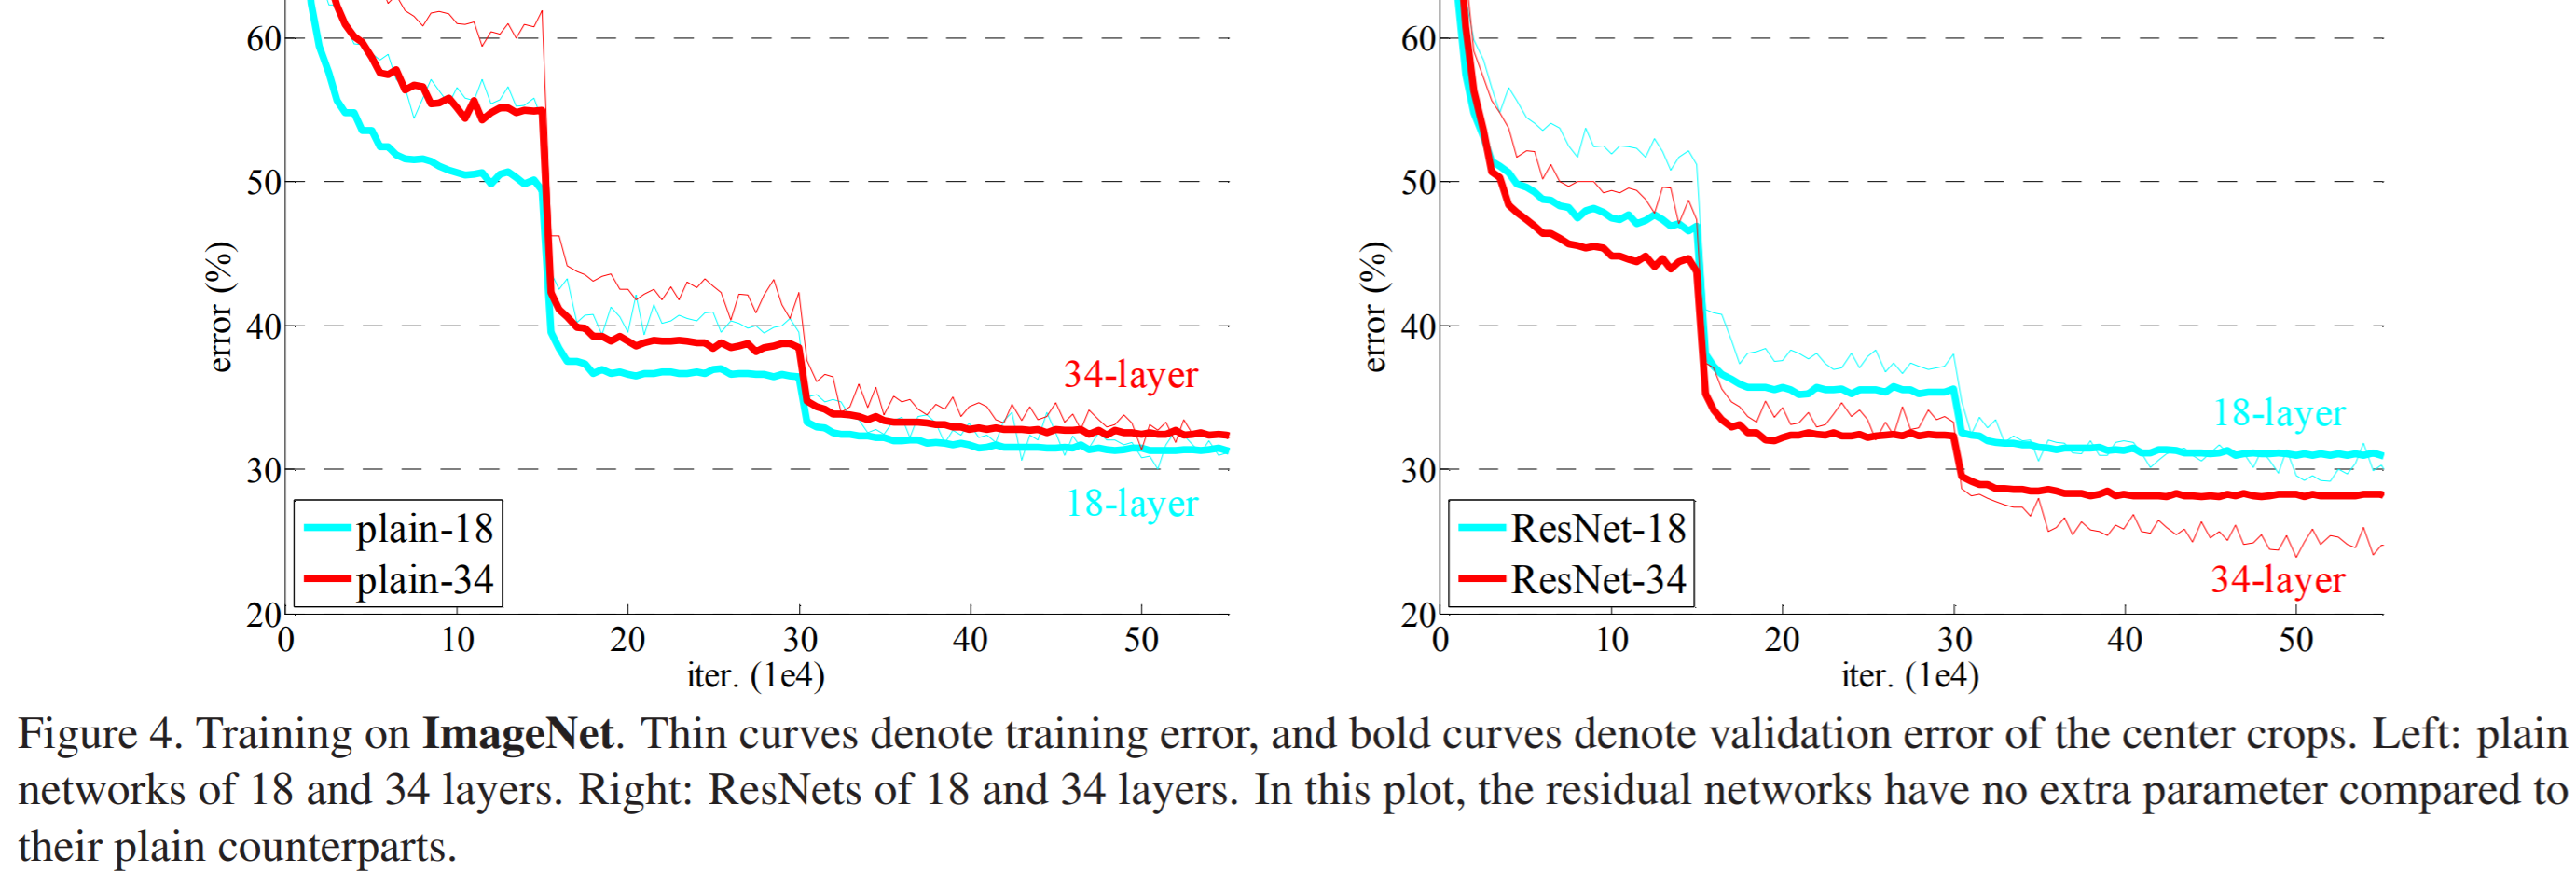 60
50
40
30
20
error (%)
34-layer
18-layer
plain-18
plain-34
0 10 20 30 40 50
iter. (1e4)
60
50
40
30
20
error (%)
18-layer
34-layer
ResNet-18
ResNet-34
0 10 20 30 40 50
iter. (1e4)
Figure 4. Training on ImageNet. Thin curves denote training error, and bold curves denote validation error of the center crops. Left: plain
networks of 18 and 34 layers. Right: ResNets of 18 and 34 layers. In this plot, the residual networks have no extra parameter compared to
their plain counterparts.